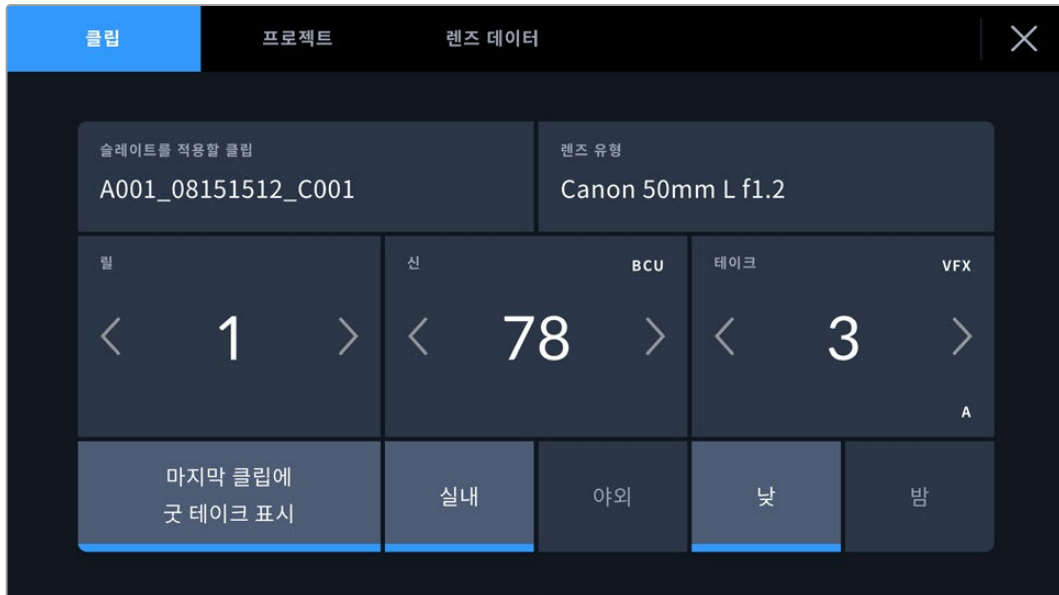 클립 프로젝트 렌즈 데이터
슬레이트를 적용할 클립 렌즈 유형
A001_08151512_C001 Canon 50mm L f1.2
릴 신 BCU 테이크 VFX
1 78 3
A
마지막 클립에
굿 테이크 표시
실내 야외 낮 밤